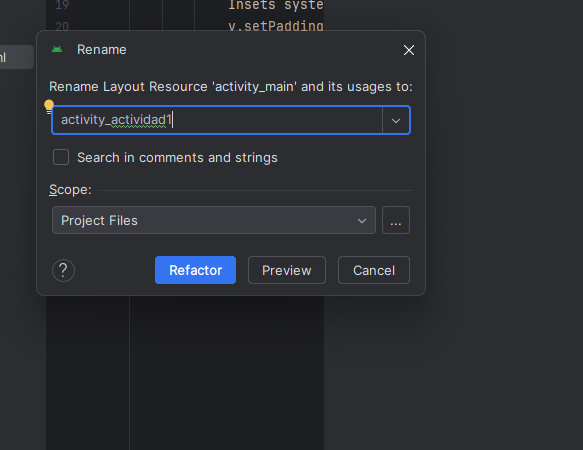 19
Insets syste
20
v.setPadding
Rename
nl
Rename Layout Resource 'activity_main' and its usages to:
activity_actividad1
Search in comments and strings
Scope:
Project Files
...
?
Refactor
Preview
Cancel